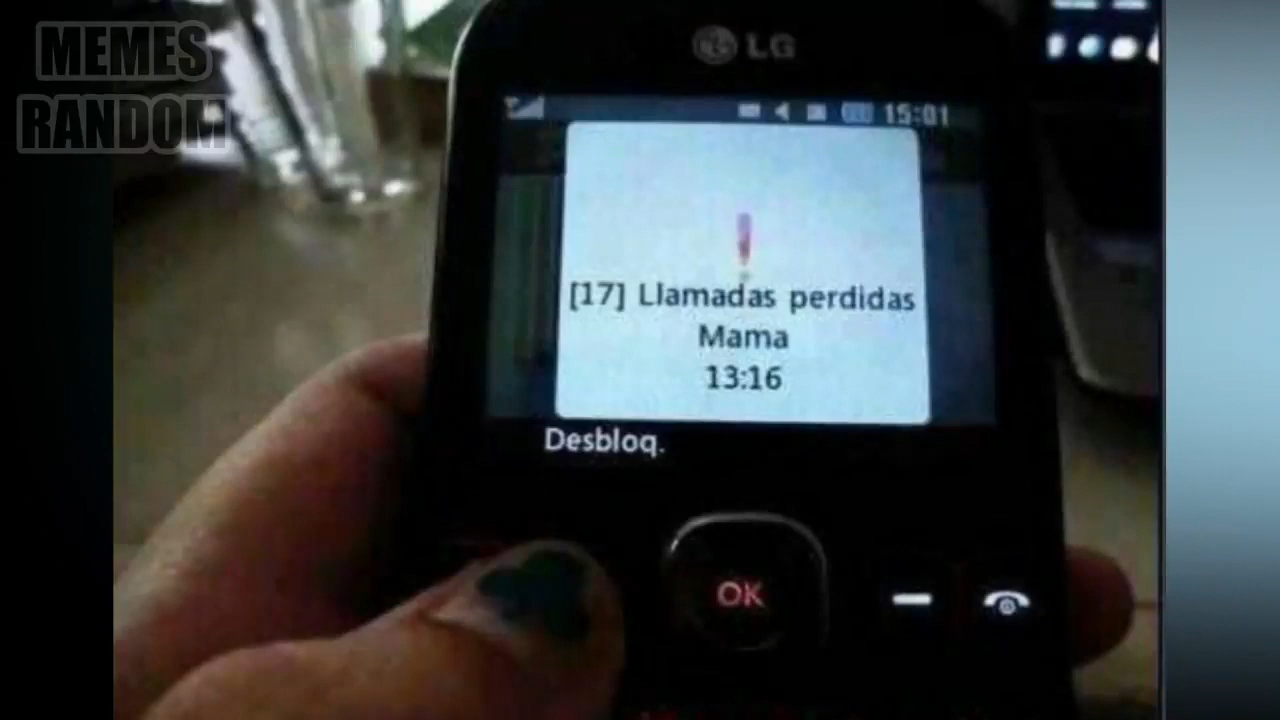 MEMES
RANDOM
LG
15:01
[17] Llamadas perdidas
Mama
13:16
Desbloq.
OK